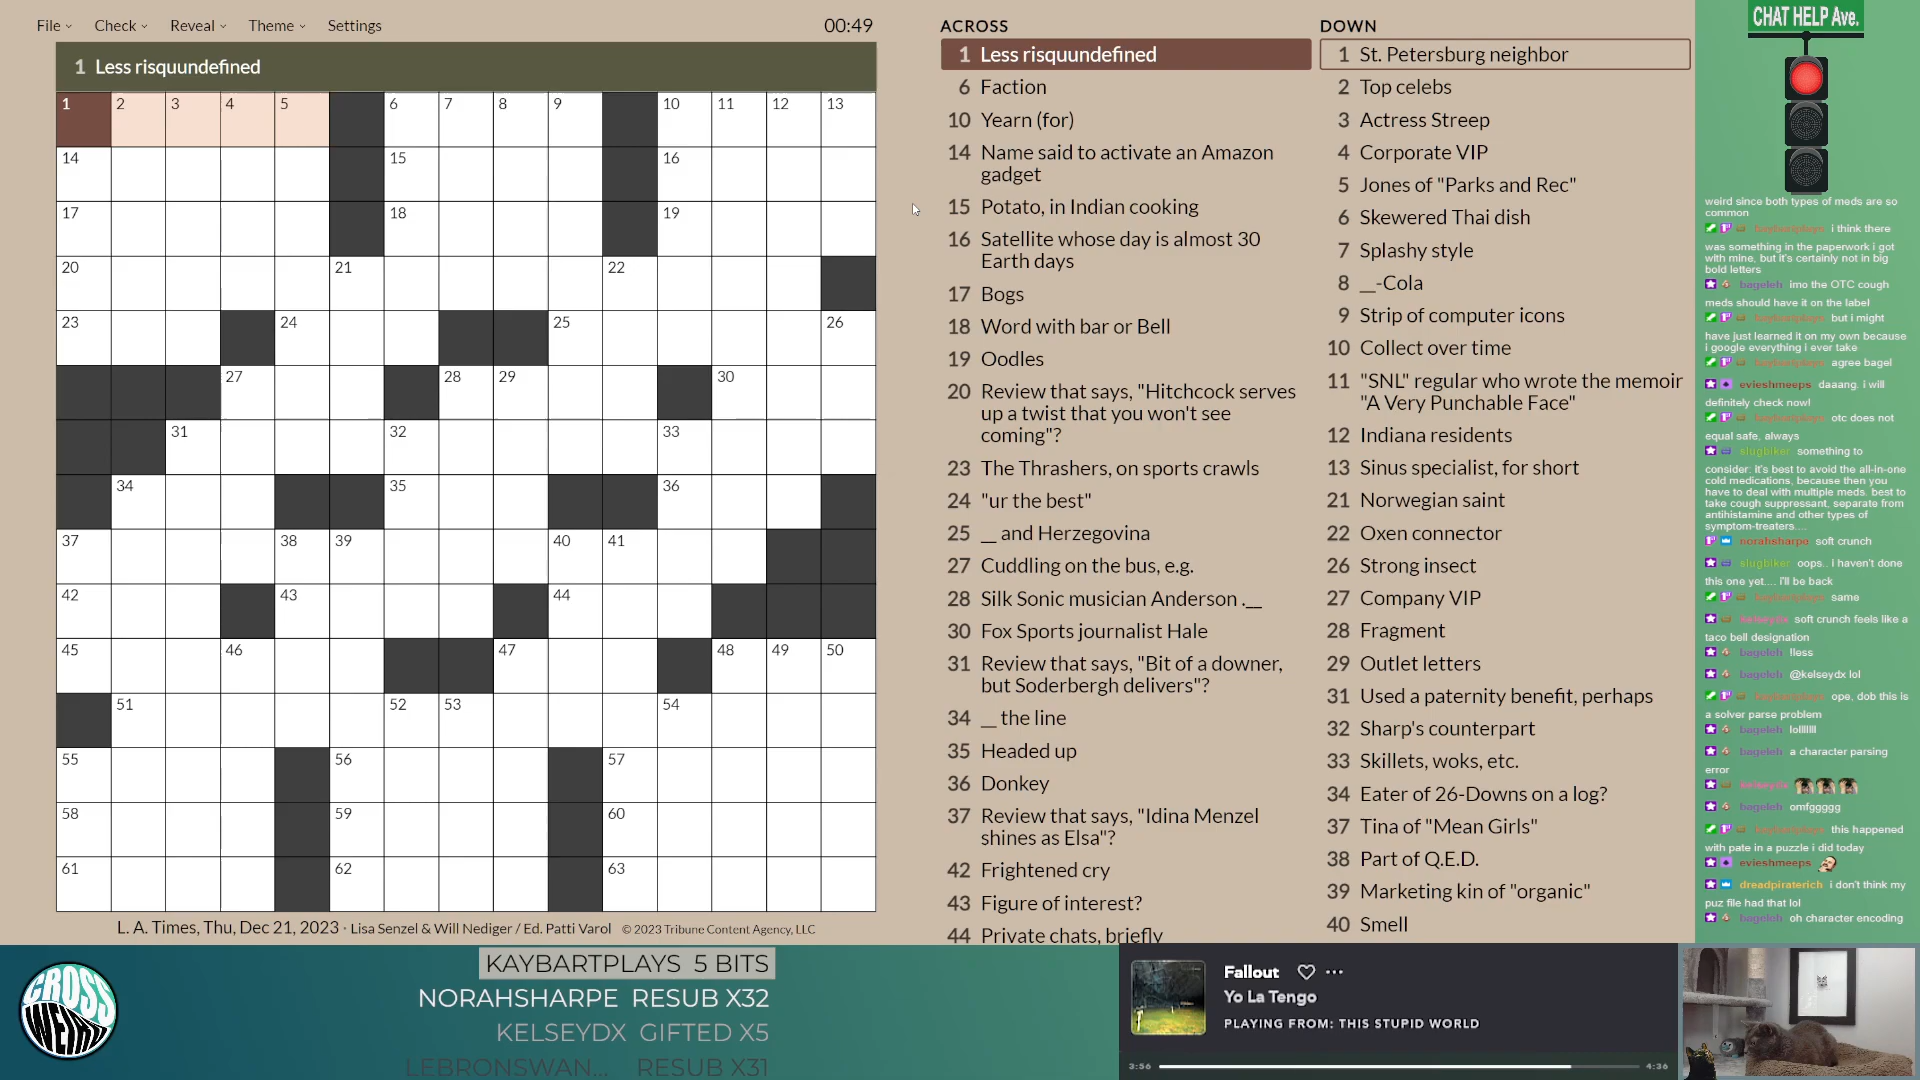 File Check Reveal Theme Settings 00:49
1 Less risquundefined
1 2 3 4 5 6 7 8 9 10 11 12 13
14 15 16
17 18 19
20 21 22
23 24 25 26
27 28 29 30
31 32 33
34 35 36
37 38 39 40 41
42 43 44
45 46 47 48 49 50
51 52 53 54
55 56 57
58 59 60
61 62 63
L. A. Times, Thu, Dec 21, 2023 · Lisa Senzel & Will Nediger / Ed. Patti Varol © 2023 Tribune Content Agency, LLC
ACROSS
1 Less risquundefined
6 Faction
10 Yearn (for)
14 Name said to activate an Amazon
gadget
15 Potato, in Indian cooking
16 Satellite whose day is almost 30
Earth days
17 Bogs
18 Word with bar or Bell
19 Oodles
20 Review that says, "Hitchcock serves
up a twist that you won't see
coming"?
23 The Thrashers, on sports crawls
24 "ur the best"
25 __ and Herzegovina
27 Cuddling on the bus, e.g.
28 Silk Sonic musician Anderson .__
30 Fox Sports journalist Hale
31 Review that says, "Bit of a downer,
but Soderbergh delivers"?
34 __ the line
35 Headed up
36 Donkey
37 Review that says, "Idina Menzel
shines as Elsa"?
42 Frightened cry
43 Figure of interest?
44 Private chats, briefly
DOWN
1 St. Petersburg neighbor
2 Top celebs
3 Actress Streep
4 Corporate VIP
5 Jones of "Parks and Rec"
6 Skewered Thai dish
7 Splashy style
8 __-Cola
9 Strip of computer icons
10 Collect over time
11 "SNL" regular who wrote the memoir
"A Very Punchable Face"
12 Indiana residents
13 Sinus specialist, for short
21 Norwegian saint
22 Oxen connector
26 Strong insect
27 Company VIP
28 Fragment
29 Outlet letters
31 Used a paternity benefit, perhaps
32 Sharp's counterpart
33 Skillets, woks, etc.
34 Eater of 26-Downs on a log?
37 Tina of "Mean Girls"
38 Part of Q.E.D.
39 Marketing kin of "organic"
40 Smell
CHAT HELP Ave.
weird since both types of meds are so
common
i think there
was something in the paperwork i got
with mine, but it's certainly not in big
bold letters
bageleh imo the OTC cough
meds should have it on the label
but i might
have just learned it on my own because
i google everything i ever take
agree bagel
evieshmeeps daaang. i will
definitely check now!
otc does not
equal safe, always
slugbiker something to
consider: it's best to avoid the all-in-one
cold medications, because then you
have to deal with multiple meds. best to
take cough suppressant, separate from
antihistamine and other types of
symptom-treaters....
norahsharpe soft crunch
slugbiker oops.. i haven't done
this one yet.... i'll be back
same
kelseydx soft crunch feels like a
taco bell designation
bageleh !less
bageleh @kelseydx lol
ope, dob this is
a solver parse problem
bageleh lolllllll
bageleh a character parsing
error
bageleh omfggggg
this happened
with pate in a puzzle i did today
evieshmeeps
dreadpiraterich i don't think my
puz file had that lol
bageleh oh character encoding
CROSS
WEIRD
KAYBARTPLAYS 5 BITS
NORAHSHARPE RESUB X32
KELSEYDX GIFTED X5
LEBRONSWAN... RESUB X31
Fallout
Yo La Tengo
PLAYING FROM: THIS STUPID WORLD
3:56 4:36